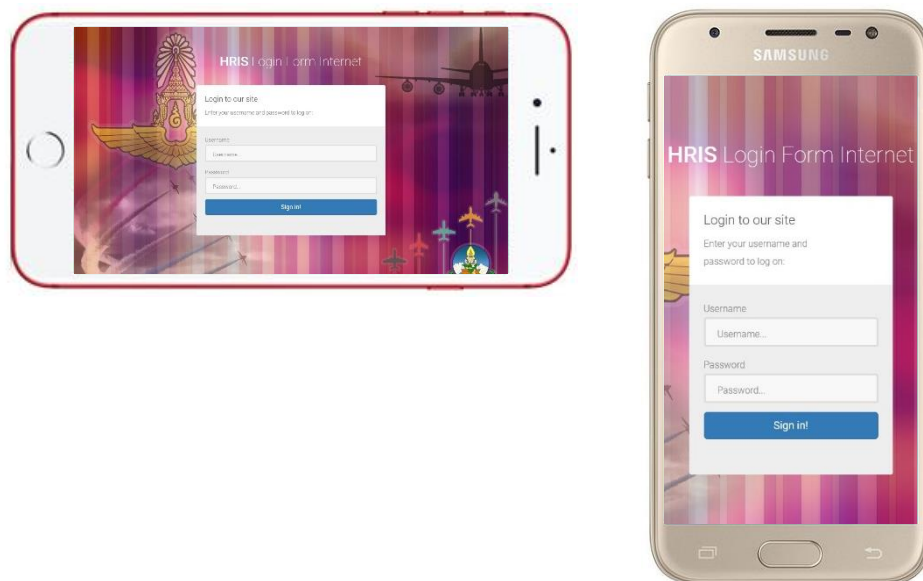 HRIS Login Form Internet
Login to our site
Enter your username and password to log on:
Username
Username...
Password
Password...
Sign in!
SAMSUNG
HRIS Login Form Internet
Login to our site
Enter your username and
password to log on:
Username
Username...
Password
Password...
Sign in!